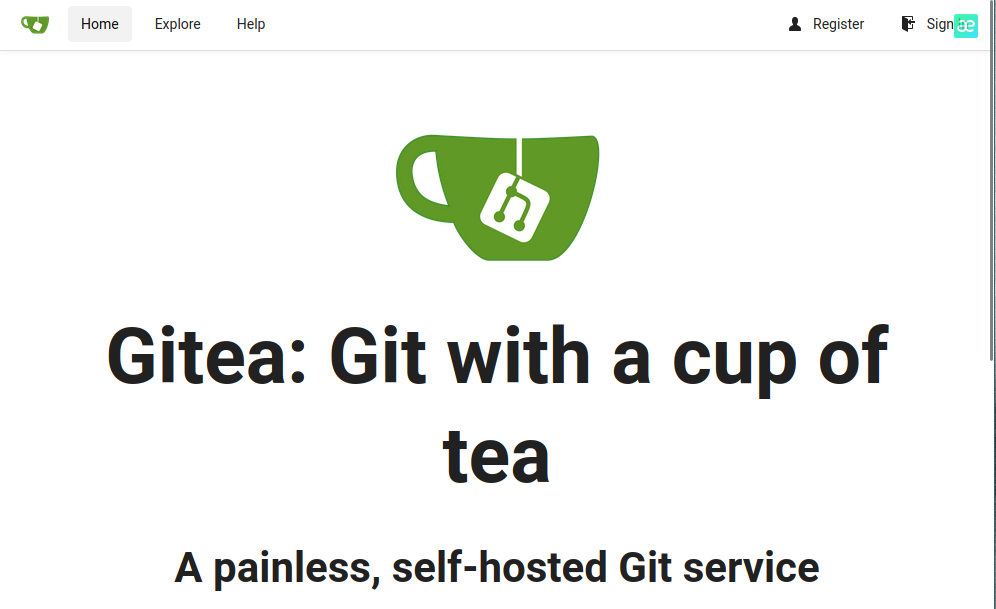 Home Explore Help Register Sign
Gitea: Git with a cup of
tea
A painless, self-hosted Git service